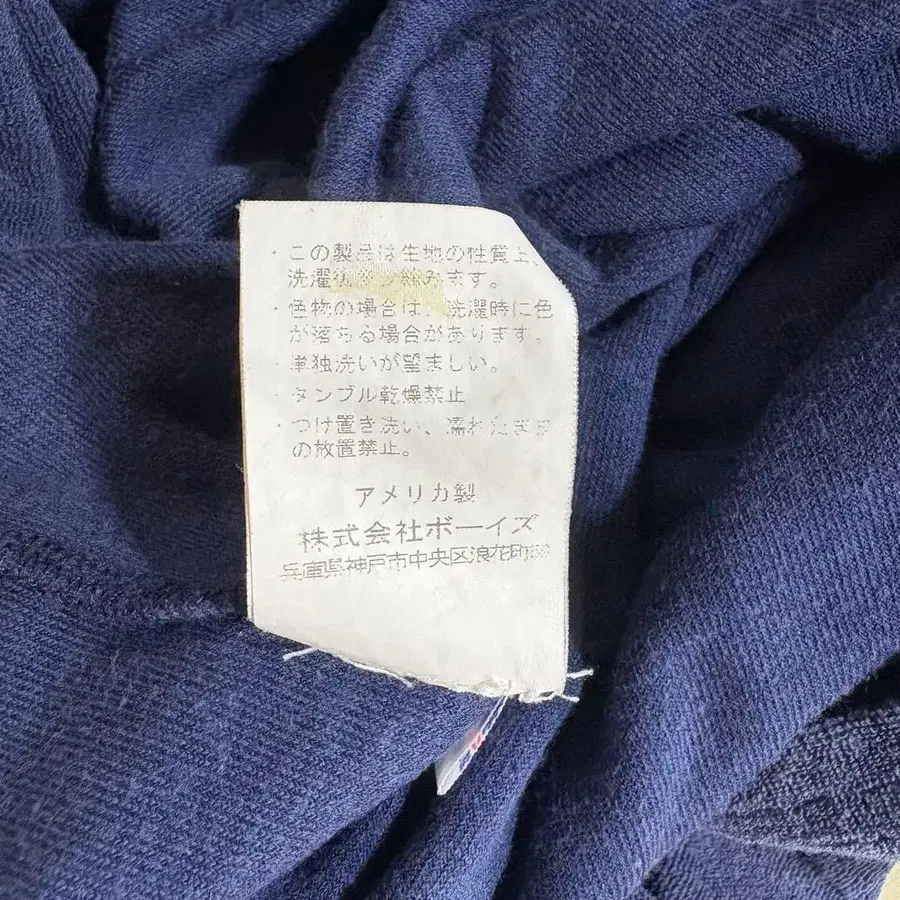 ・この製品は生地の性質上、
洗濯後 縮みます。
・色物の場合は、洗濯時に色
が落ちる場合があります。
・単独洗いが望ましい。
・タンブル乾燥禁止
・つけ置き洗い、濡れたまま
の放置禁止。
アメリカ製
株式会社ボーイズ
兵庫県神戸市中央区浪花町